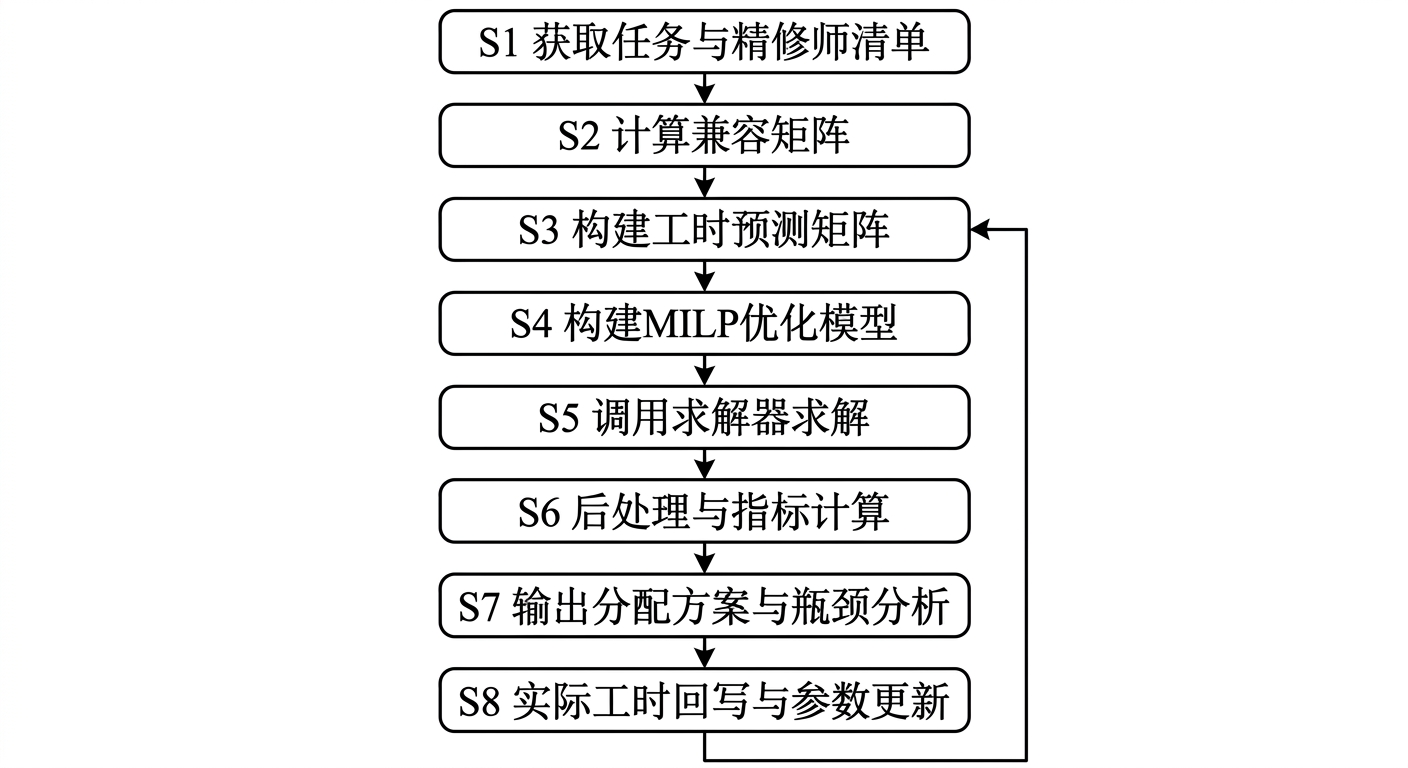 S1 获取任务与精修师清单
S2 计算兼容矩阵
S3 构建工时预测矩阵
S4 构建MILP优化模型
S5 调用求解器求解
S6 后处理与指标计算
S7 输出分配方案与瓶颈分析
S8 实际工时回写与参数更新